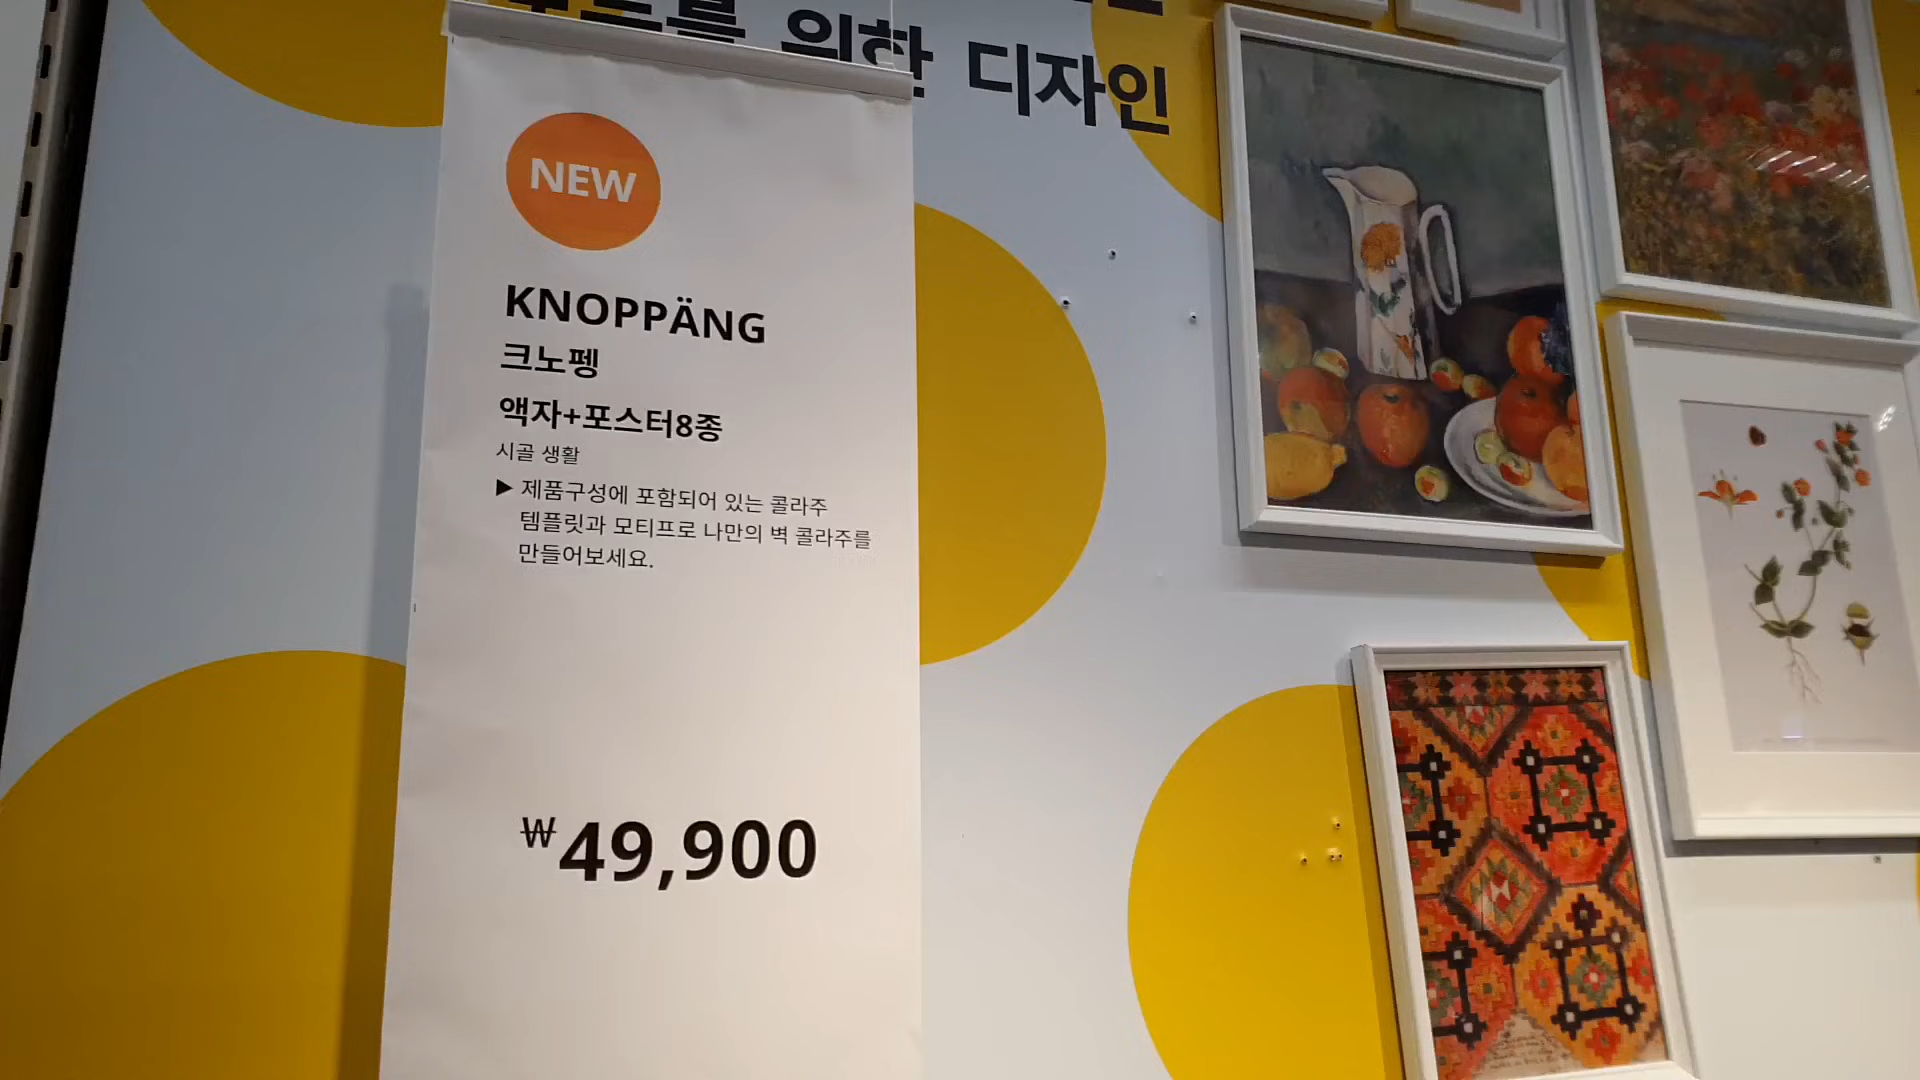 위한 디자인
NEW
KNOPPÄNG
크노펭
액자+포스터8종
시골 생활
▶ 제품구성에 포함되어 있는 콜라주
템플릿과 모티프로 나만의 벽 콜라주를
만들어보세요.
₩49,900